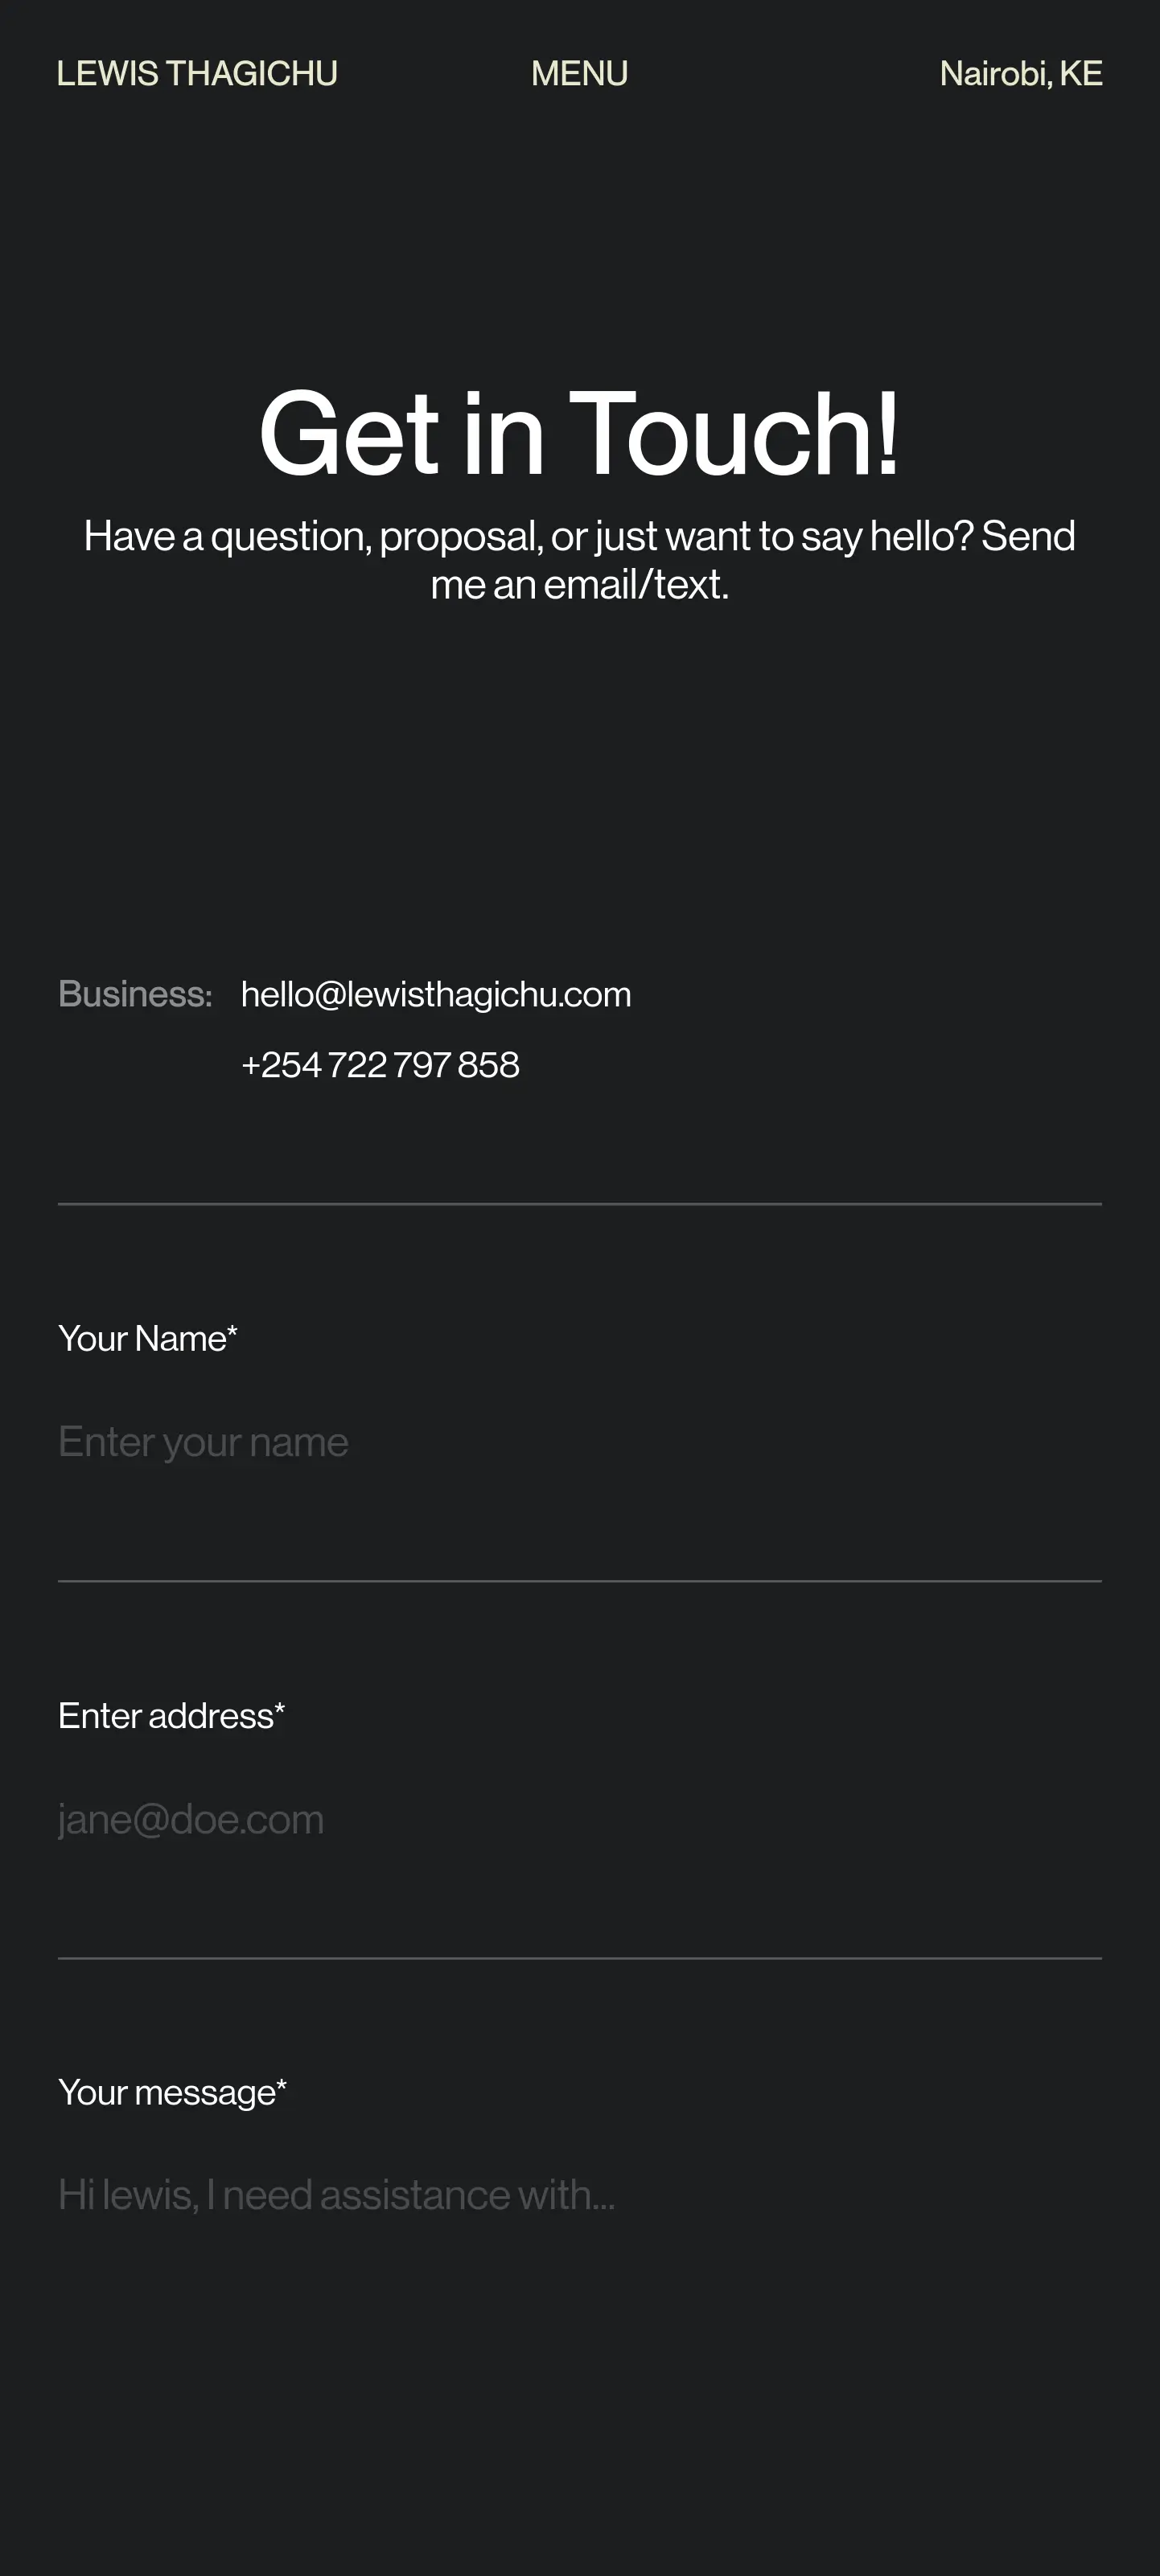 LEWIS THAGICHU MENU Nairobi, KE
Get in Touch!
Have a question, proposal, or just want to say hello? Send
me an email/text.
Business: hello@lewisthagichu.com
+254 722 797 858
Your Name*
Enter your name
Enter address*
jane@doe.com
Your message*
Hi lewis, I need assistance with...